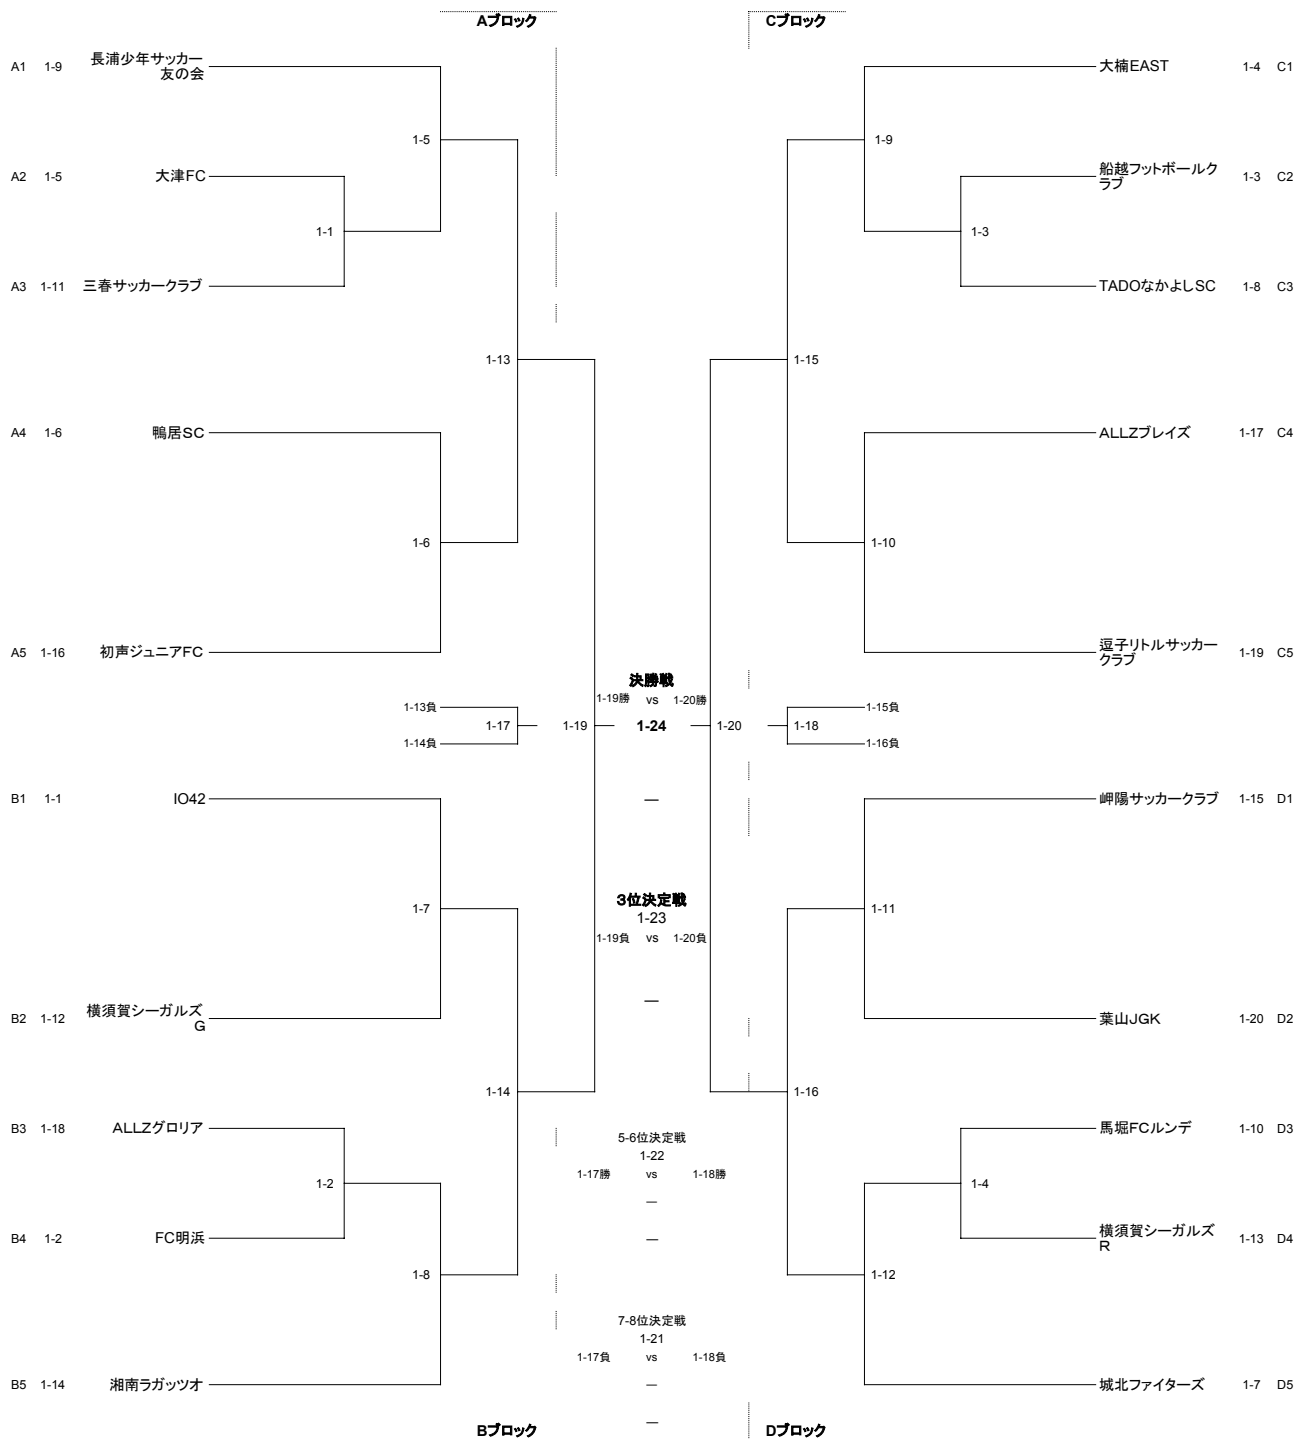 Aブロック
Cブロック
A1 1-9 長浦少年サッカー
友の会
大楠EAST 1-4 C1
1-5
1-9
A2 1-5 大津FC
船越フットボールク
ラブ 1-3 C2
1-1
1-3
A3 1-11 三春サッカークラブ
TADOなかよしSC 1-8 C3
1-13
1-15
A4 1-6 鴨居SC
ALLZブレイズ 1-17 C4
1-6
1-10
A5 1-16 初声ジュニアFC
逗子リトルサッカー
クラブ 1-19 C5
決勝戦
1-19勝 vs 1-20勝
1-13負
1-15負
1-17 1-19 1-24 1-20 1-18
1-14負
1-16負
B1 1-1 IO42
—
岬陽サッカークラブ 1-15 D1
3位決定戦
1-7
1-23
1-11
1-19負 vs 1-20負
—
B2 1-12 横須賀シーガルズ
G
葉山JGK 1-20 D2
1-14
1-16
B3 1-18 ALLZグロリア
馬堀FCルンデ 1-10 D3
5-6位決定戦
1-22
1-17勝 vs 1-18勝
1-2
1-4
—
B4 1-2 FC明浜
—
横須賀シーガルズ
R 1-13 D4
1-8
1-12
7-8位決定戦
1-21
1-17負 vs 1-18負
B5 1-14 湘南ラガッツオ
—
城北ファイターズ 1-7 D5
—
Bブロック
Dブロック